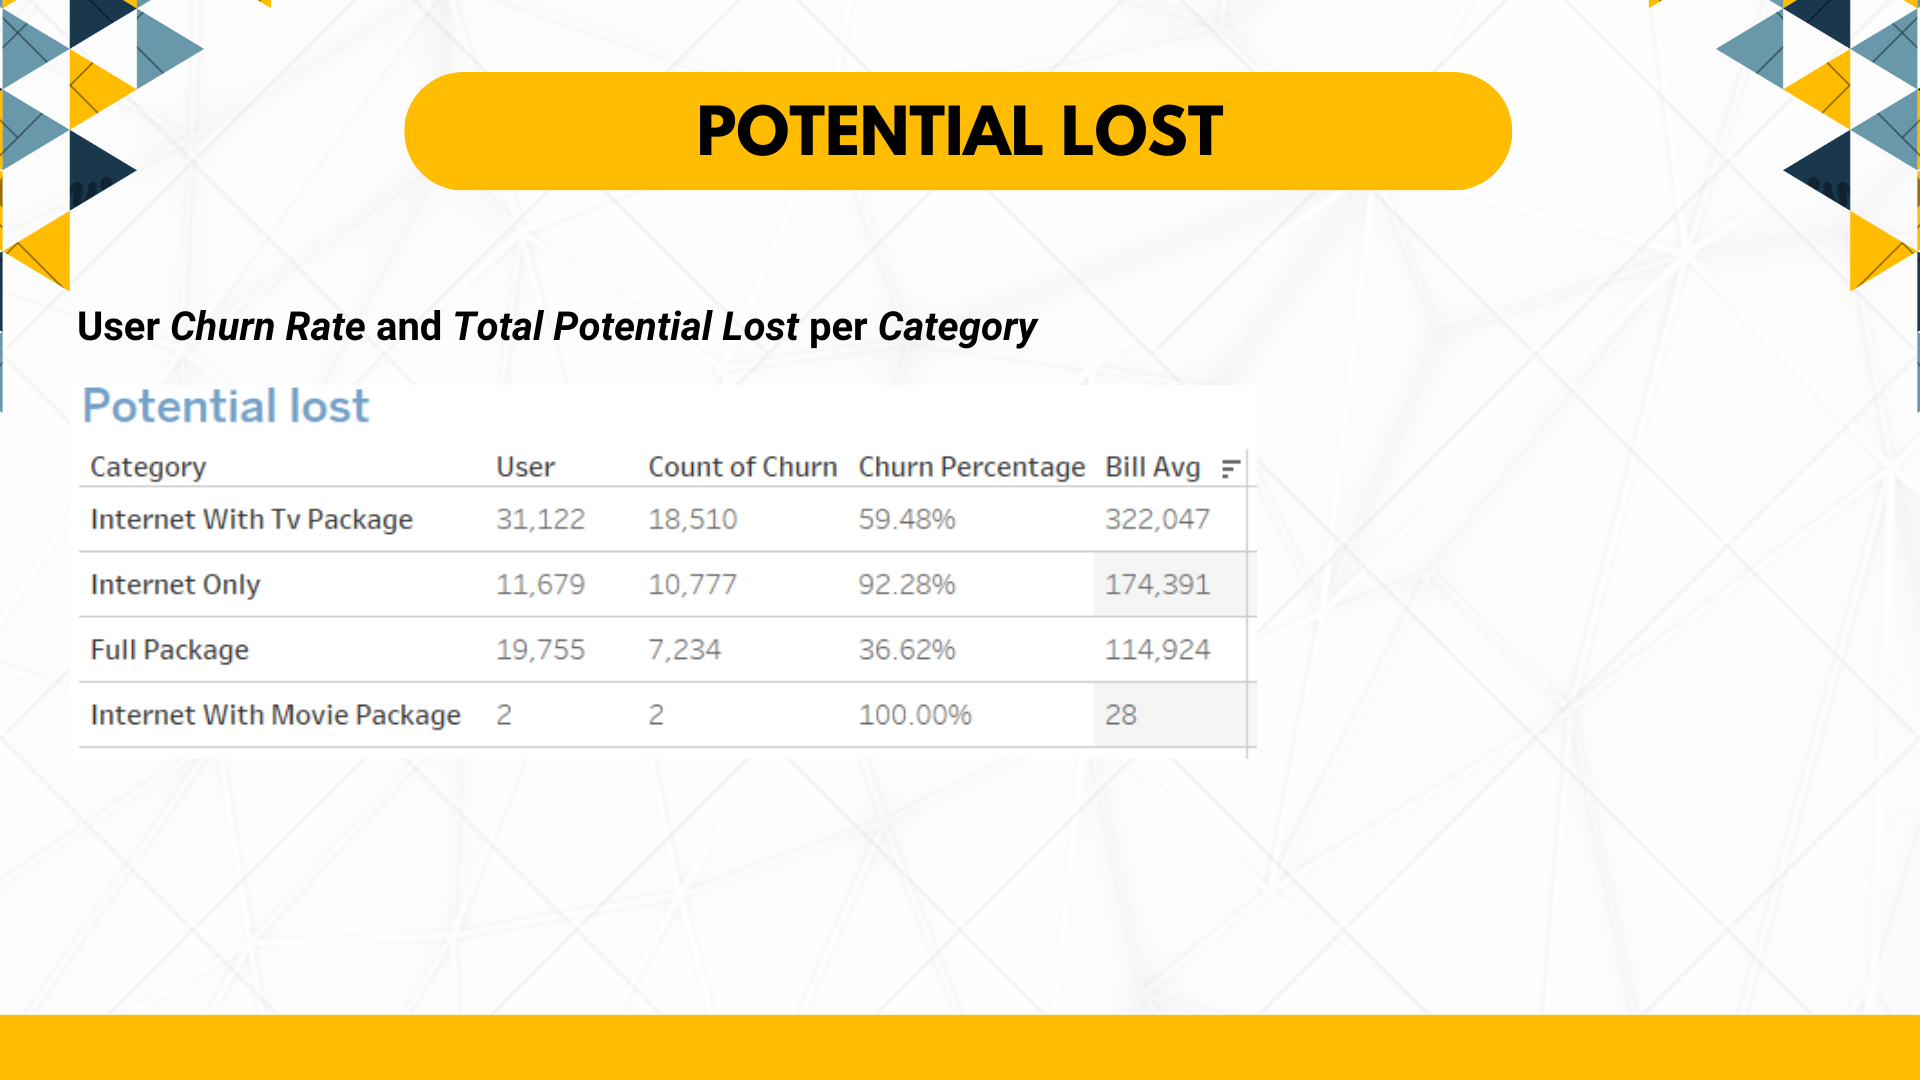 POTENTIAL LOST
User Churn Rate and Total Potential Lost per Category
Potential lost
Category User Count of Churn Churn Percentage Bill Avg
Internet With Tv Package 31,122 18,510 59.48% 322,047
Internet Only 11,679 10,777 92.28% 174,391
Full Package 19,755 7,234 36.62% 114,924
Internet With Movie Package 2 2 100.00% 28